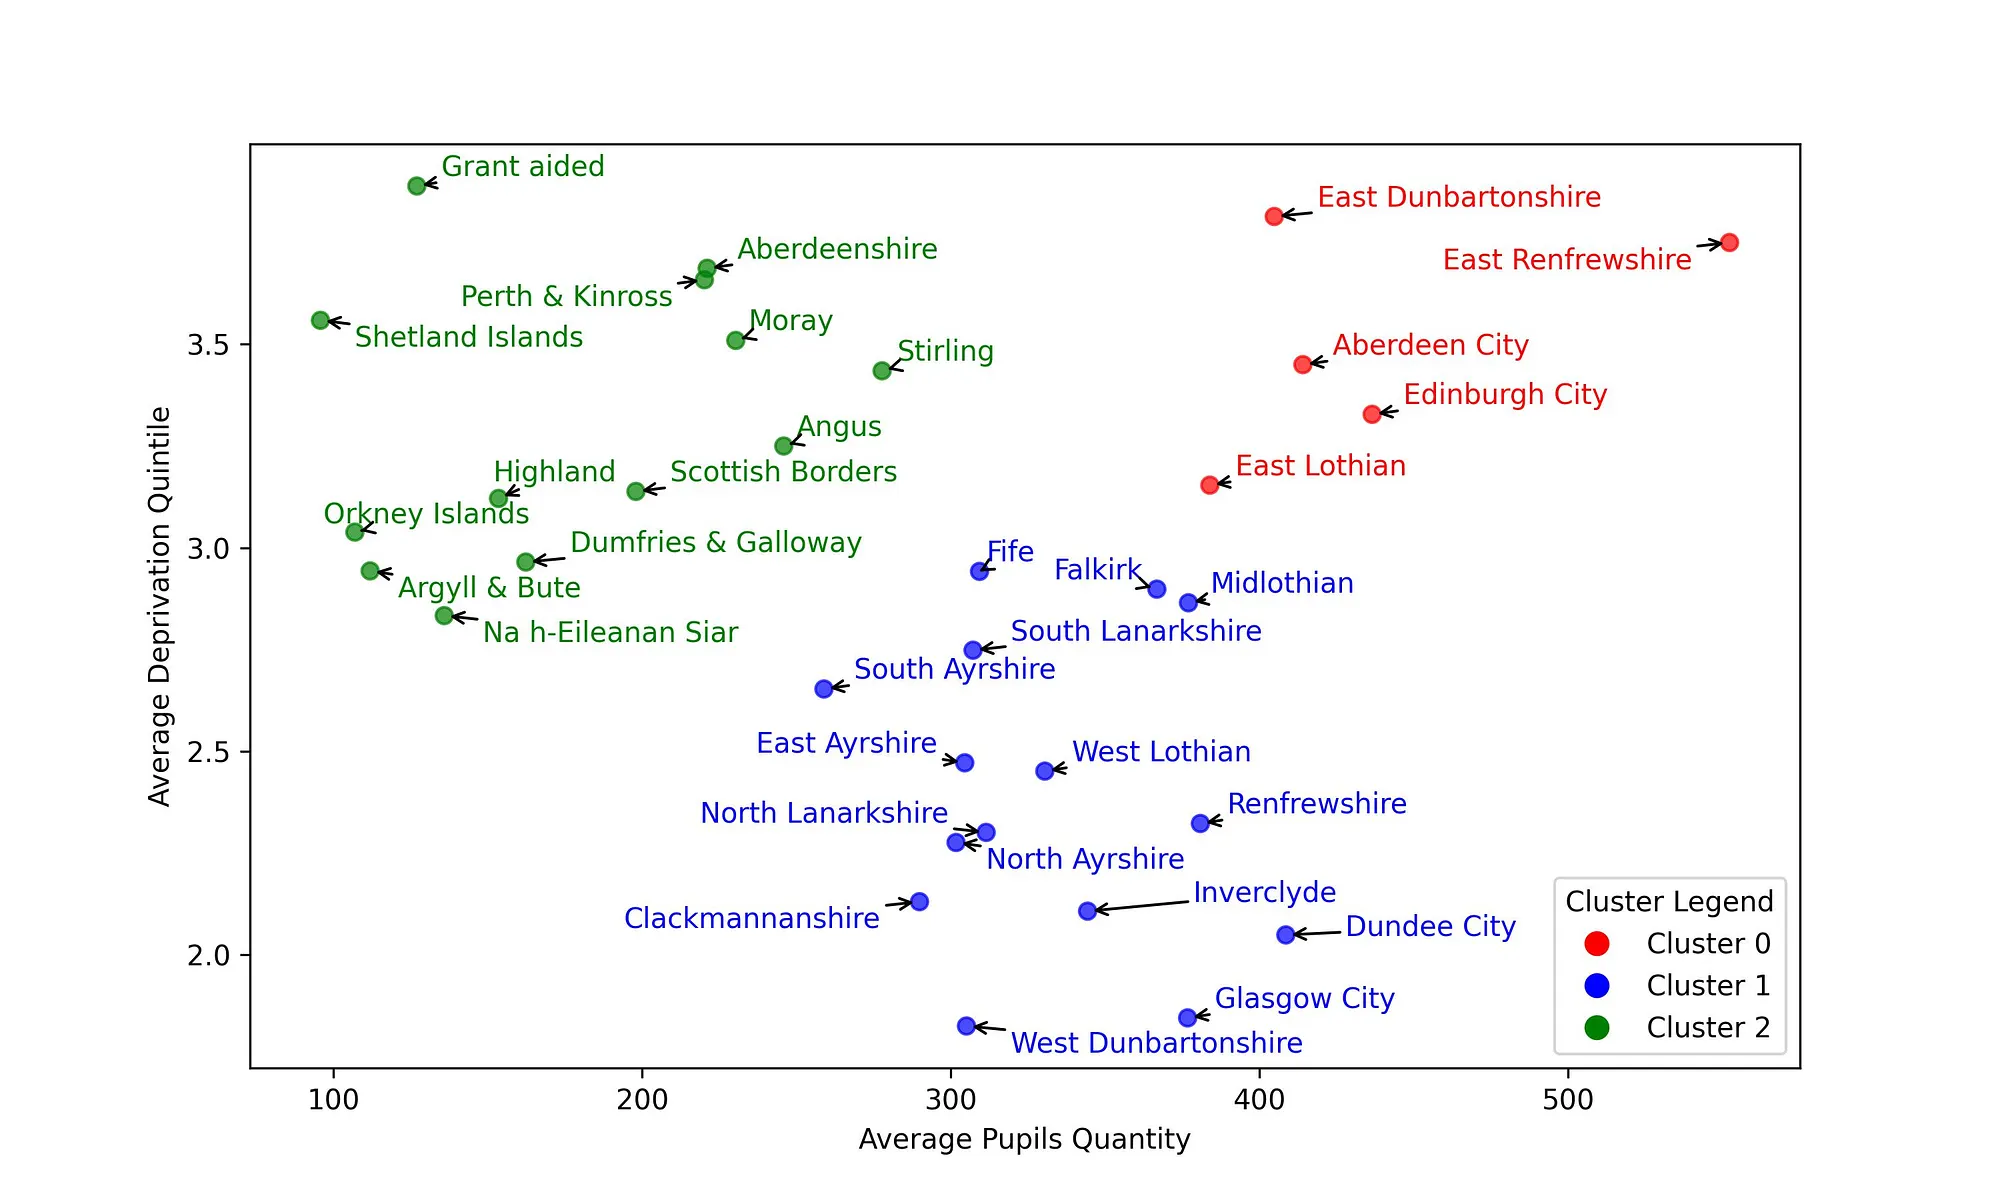 Grant aided
East Dunbartonshire
Aberdeenshire
East Renfrewshire
Perth & Kinross
Moray
Shetland Islands
3.5
Aberdeen City
Stirling
Edinburgh City
Angus
East Lothian
Highland
Scottish Borders
Orkney Islands
3.0
Dumfries & Galloway
Fife
Falkirk
Midlothian
Argyll & Bute
Na h-Eileanan Siar
South Lanarkshire
South Ayrshire
Average Deprivation Quintile
East Ayrshire
2.5
West Lothian
Renfrewshire
North Lanarkshire
North Ayrshire
Inverclyde
Clackmannanshire
Dundee City
2.0
Glasgow City
West Dunbartonshire
Cluster Legend
Cluster 0
Cluster 1
Cluster 2
100
200
300
400
500
Average Pupils Quantity